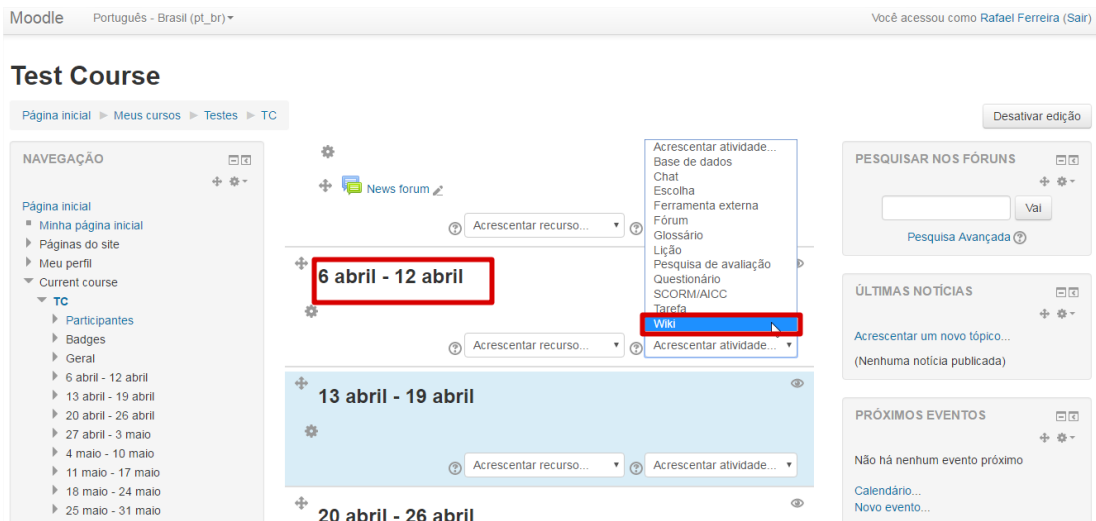 Moodle
Português - Brasil (pt_br)
Você acessou como Rafael Ferreira (Sair)
Test Course
Página inicial
Meus cursos
Testes
TC
Desativar edição
NAVEGAÇÃO
Página inicial
Minha página inicial
Páginas do site
Meu perfil
Current course
TC
Participantes
Badges
Geral
6 abril - 12 abril
13 abril - 19 abril
20 abril - 26 abril
27 abril - 3 maio
4 maio - 10 maio
11 maio - 17 maio
18 maio - 24 maio
25 maio - 31 maio
News forum
Acrescentar recurso...
Acrescentar atividade...
Base de dados
Chat
Escolha
Ferramenta externa
Fórum
Glossário
Lição
Pesquisa de avaliação
Questionário
SCORM/AICC
Tarefa
Wiki
6 abril - 12 abril
Acrescentar recurso...
Acrescentar atividade...
13 abril - 19 abril
Acrescentar recurso...
Acrescentar atividade...
20 abril - 26 abril
PESQUISAR NOS FÓRUNS
Vai
Pesquisa Avançada
ÚLTIMAS NOTÍCIAS
Acrescentar um novo tópico...
(Nenhuma notícia publicada)
PRÓXIMOS EVENTOS
Não há nenhum evento próximo
Calendário...
Novo evento...